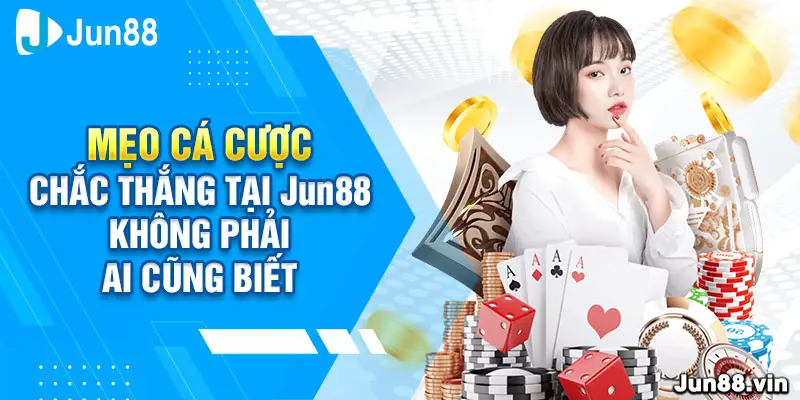 Jun88
MẸO CÁ CƯỢC
CHẮC THẮNG TẠI Jun88
KHÔNG PHẢI
AI CŨNG BIẾT
A A A A
Jun88.vin